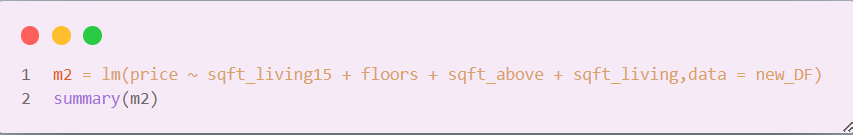 1 m2 = lm(price ~ sqft_living15 + floors + sqft_above + sqft_living,data = new_DF)
2 summary(m2)